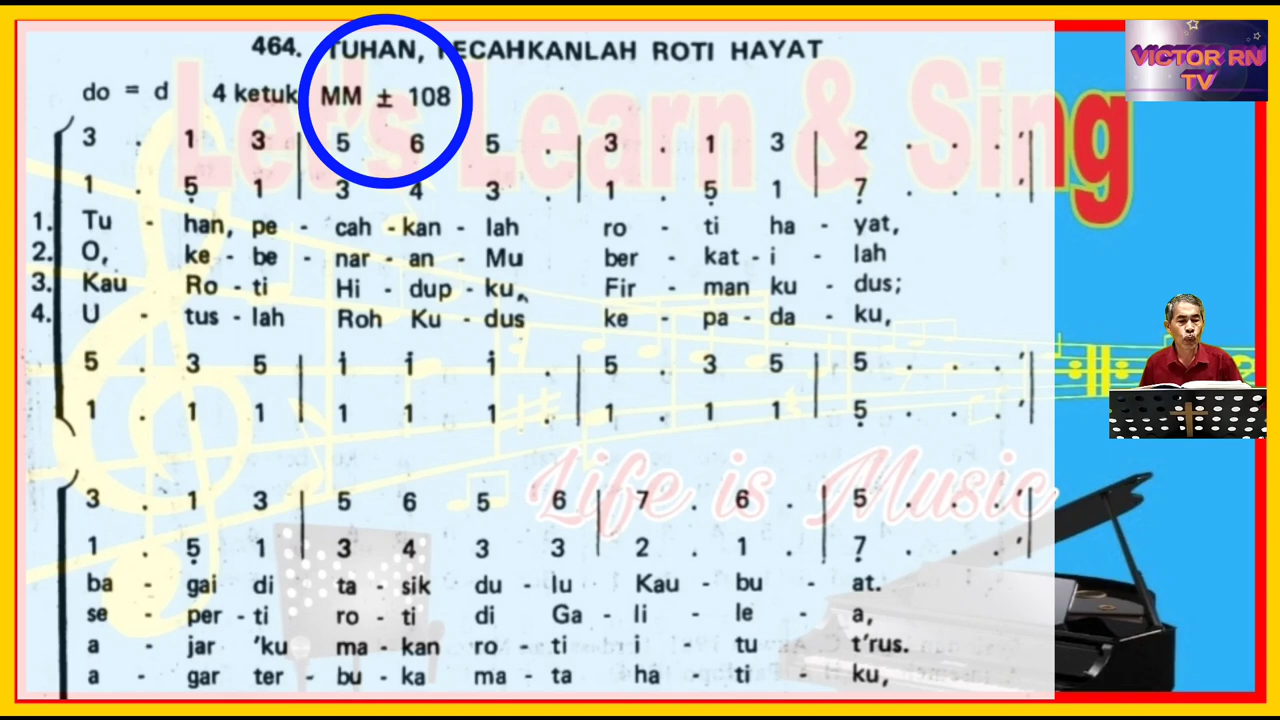 464. TUHAN, PECAHKANLAH ROTI HAYAT
do = d 4 ketuk MM ± 108
3 . 1 3 | 5 6 5 . | 3 . 1 3 | 2 . . . ' |
1 . 5̣ 1 | 3 4 3 . | 1 . 5̣ 1 | 7̣ . . . ' |
1. Tu - han, pe - cah - kan - lah ro - ti ha - yat,
2. O, ke - be - nar - an - Mu ber - kat - i - lah
3. Kau Ro - ti Hi - dup - ku, Fir - man ku - dus;
4. U - tus - lah Roh Ku - dus ke - pa - da - ku,
5 . 3 5 | i i i . | 5 . 3 5 | 5 . . . ' |
1 . 1 1 | 1 1 1 . | 1 . 1 1 | 5̣ . . . ' |
3 . 1 3 | 5 6 5 6 | 7 . 6 . | 5 . . . ' |
1 . 5̣ 1 | 3 4 3 3 | 2 . 1 . | 7̣ . . . ' |
ba - gai di ta - sik du - lu Kau - bu - at.
se - per - ti ro - ti di Ga - li - le - a,
a - jar 'ku ma - kan ro - ti i - tu t'rus.
a - gar ter - bu - ka ma - ta ha - ti - ku,
Let's Learn & Sing
Life is Music
VICTOR RN
TV